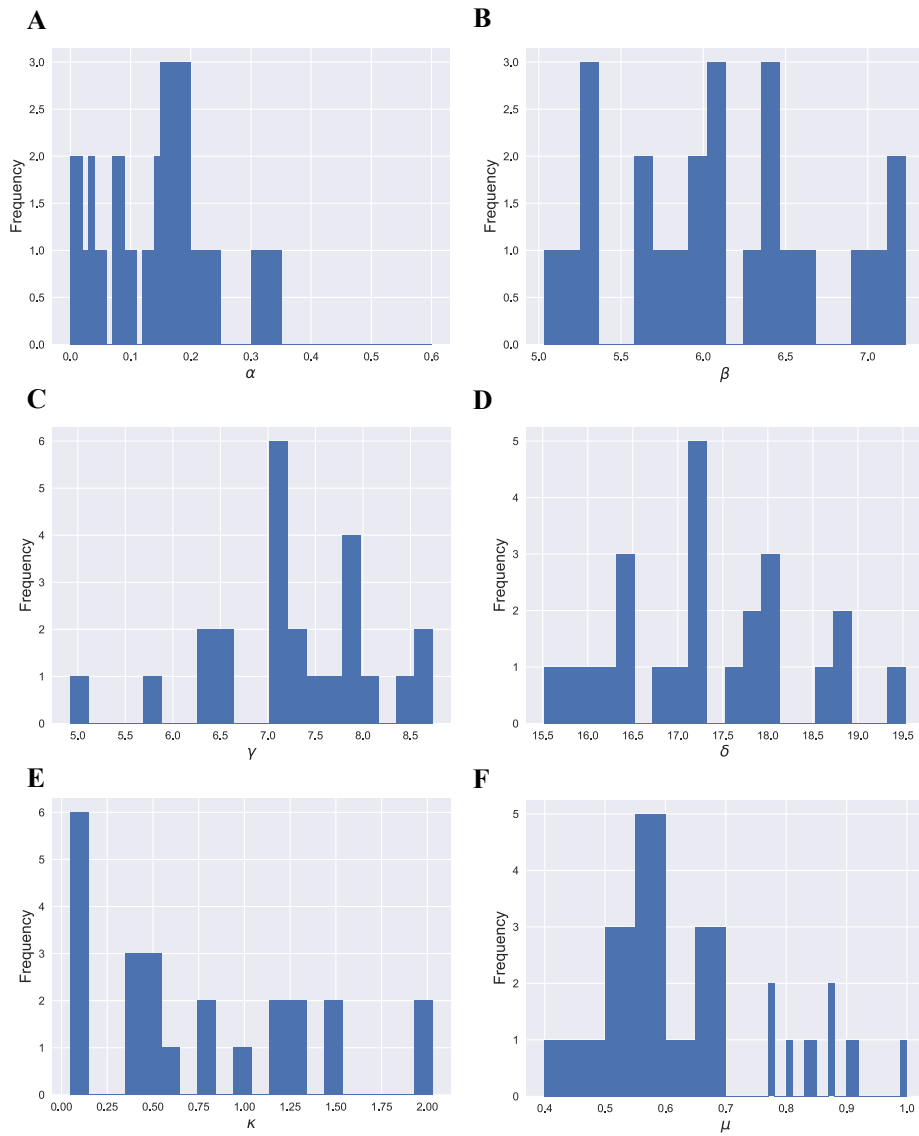 A
3.0
2.5
2.0
1.5
1.0
0.5
0.0
Frequency
0.0 0.1 0.2 0.3 0.4 0.5 0.6
α
B
3.0
2.5
2.0
1.5
1.0
0.5
0.0
Frequency
5.0 5.5 6.0 6.5 7.0
β
C
6
5
4
3
2
1
0
Frequency
5.0 5.5 6.0 6.5 7.0 7.5 8.0 8.5
γ
D
5
4
3
2
1
0
Frequency
15.5 16.0 16.5 17.0 17.5 18.0 18.5 19.0 19.5
δ
E
6
5
4
3
2
1
0
Frequency
0.00 0.25 0.50 0.75 1.00 1.25 1.50 1.75 2.00
κ
F
5
4
3
2
1
0
Frequency
0.4 0.5 0.6 0.7 0.8 0.9 1.0
μ